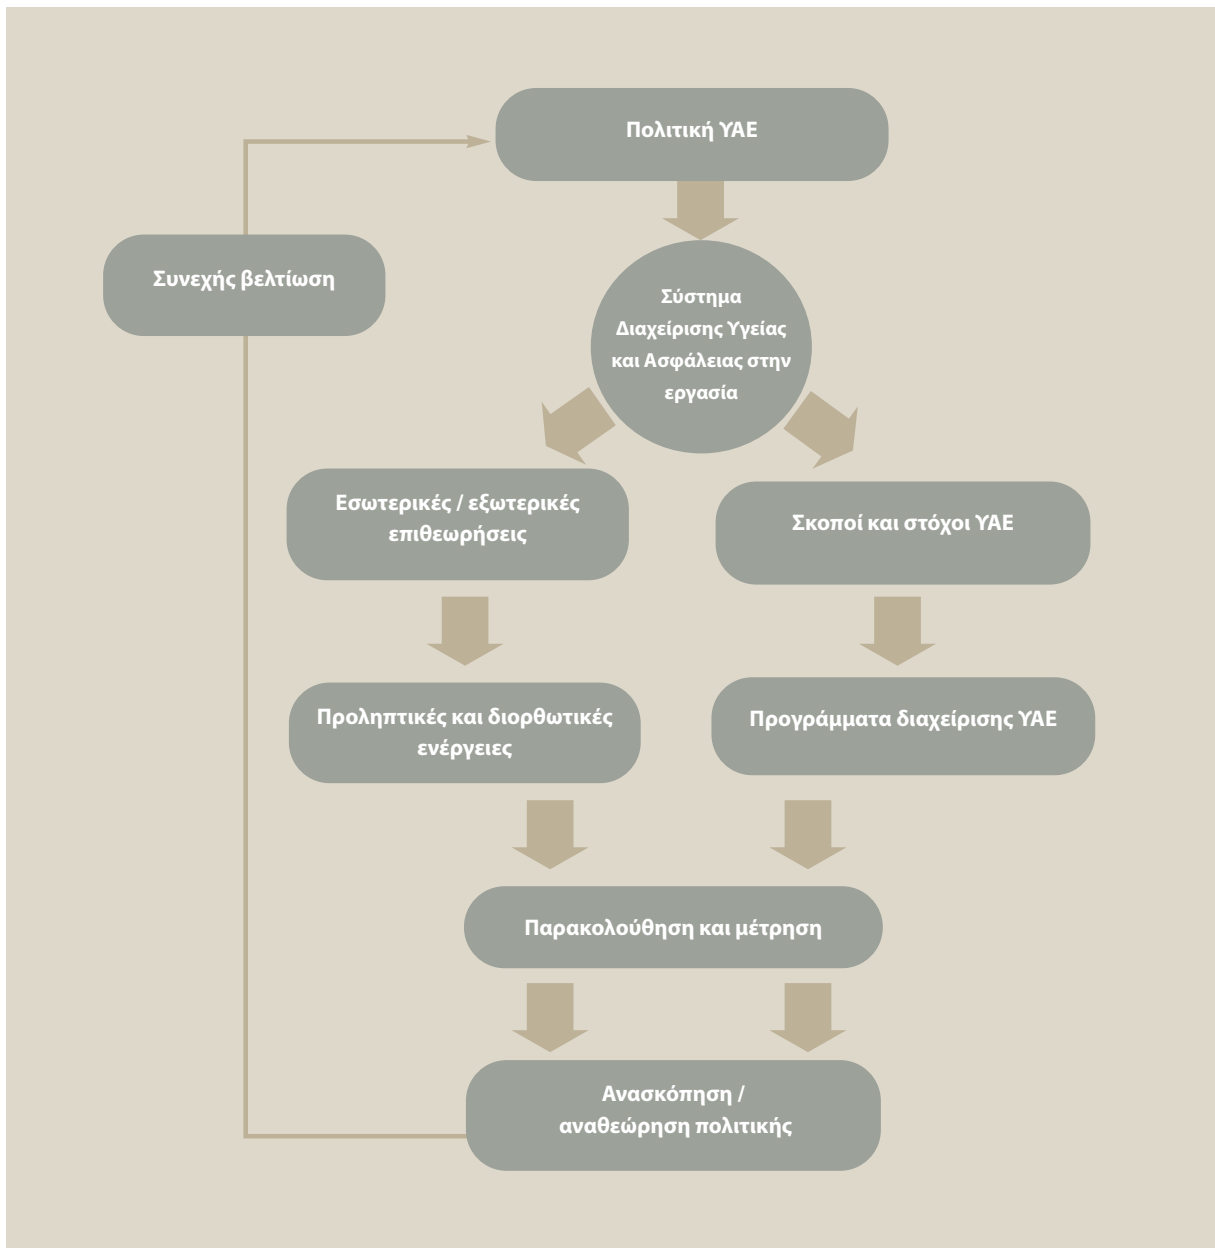 Πολιτική ΥΑΕ
Συνεχής βελτίωση
Σύστημα
Διαχείρισης Υγείας
και Ασφάλειας στην
εργασία
Εσωτερικές / εξωτερικές
επιθεωρήσεις
Σκοποί και στόχοι ΥΑΕ
Προληπτικές και διορθωτικές
ενέργειες
Προγράμματα διαχείρισης ΥΑΕ
Παρακολούθηση και μέτρηση
Ανασκόπηση /
αναθεώρηση πολιτικής